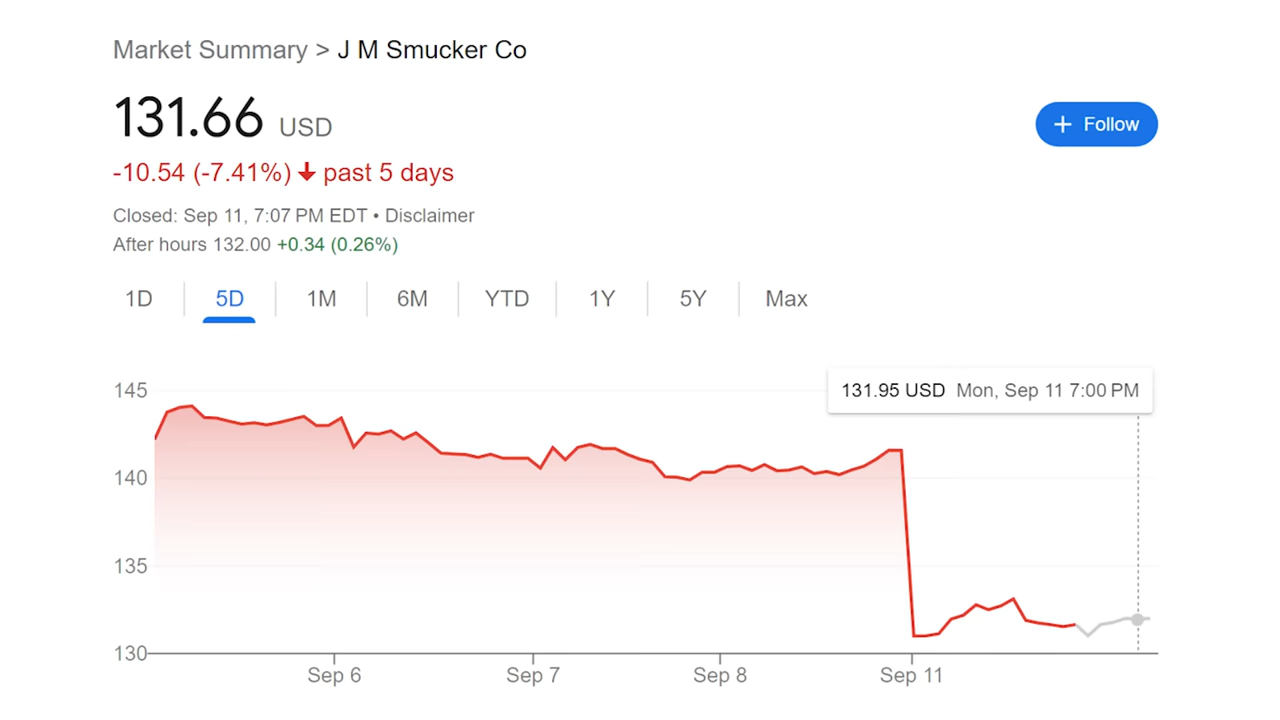 Market Summary > J M Smucker Co
131.66 USD
+ Follow
-10.54 (-7.41%) ↓ past 5 days
Closed: Sep 11, 7:07 PM EDT • Disclaimer
After hours 132.00 +0.34 (0.26%)
1D 5D 1M 6M YTD 1Y 5Y Max
131.95 USD Mon, Sep 11 7:00 PM
145
140
135
130
Sep 6 Sep 7 Sep 8 Sep 11